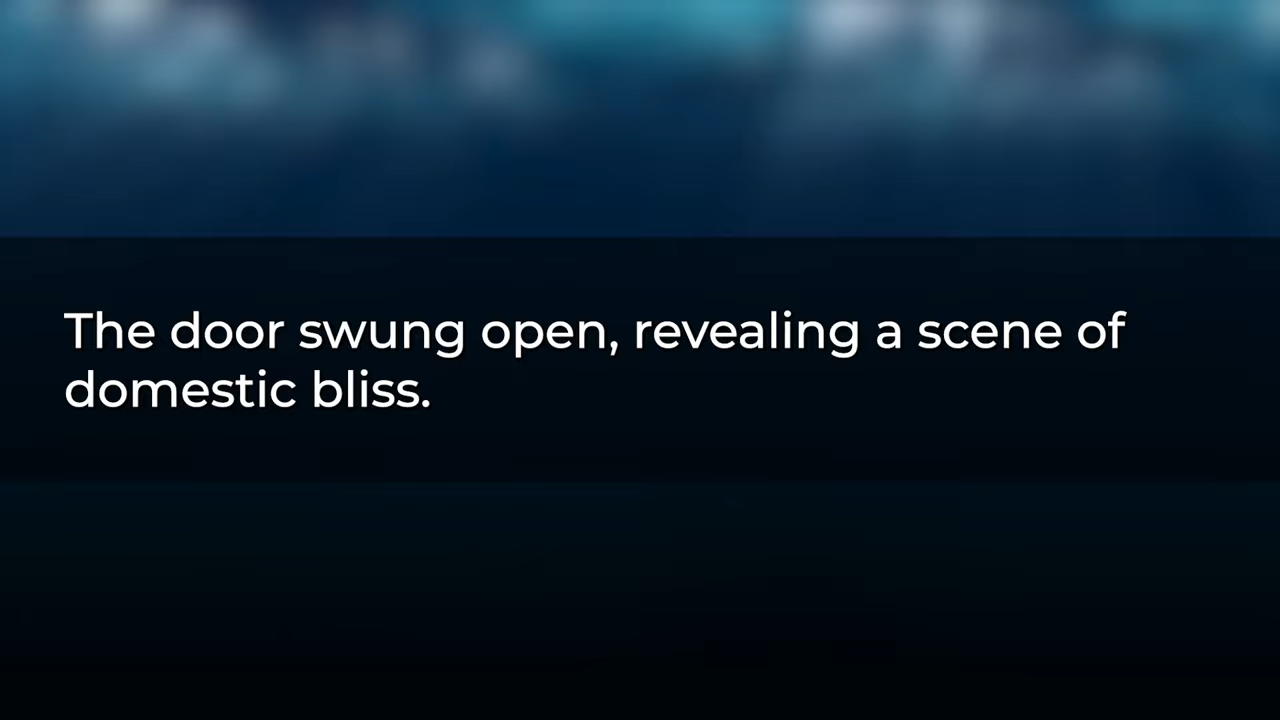 The door swung open, revealing a scene of
domestic bliss.